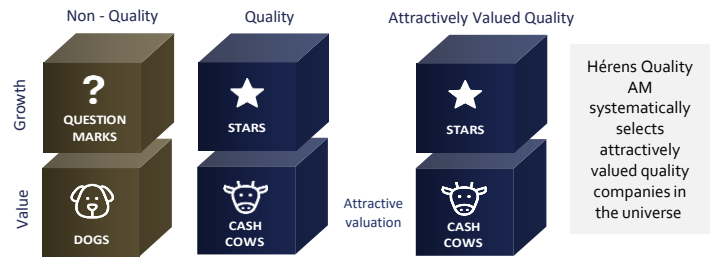 Non - Quality
Quality
Attractively Valued Quality
Growth
?
QUESTION
MARKS
STARS
STARS
Hérens Quality
AM
systematically
selects
attractively
valued quality
companies in
the universe
Value
DOGS
CASH
COWS
Attractive
valuation
CASH
COWS